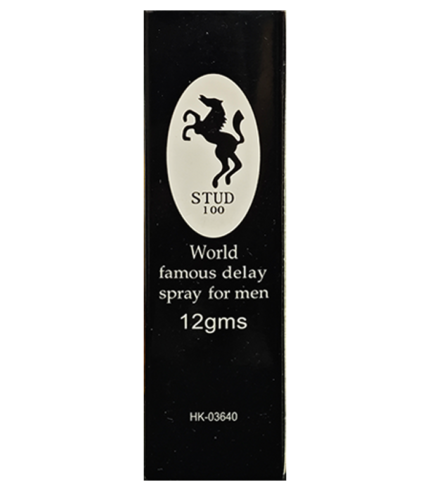 STUD
100
World
famous delay
spray for men
12gms
HK-03640